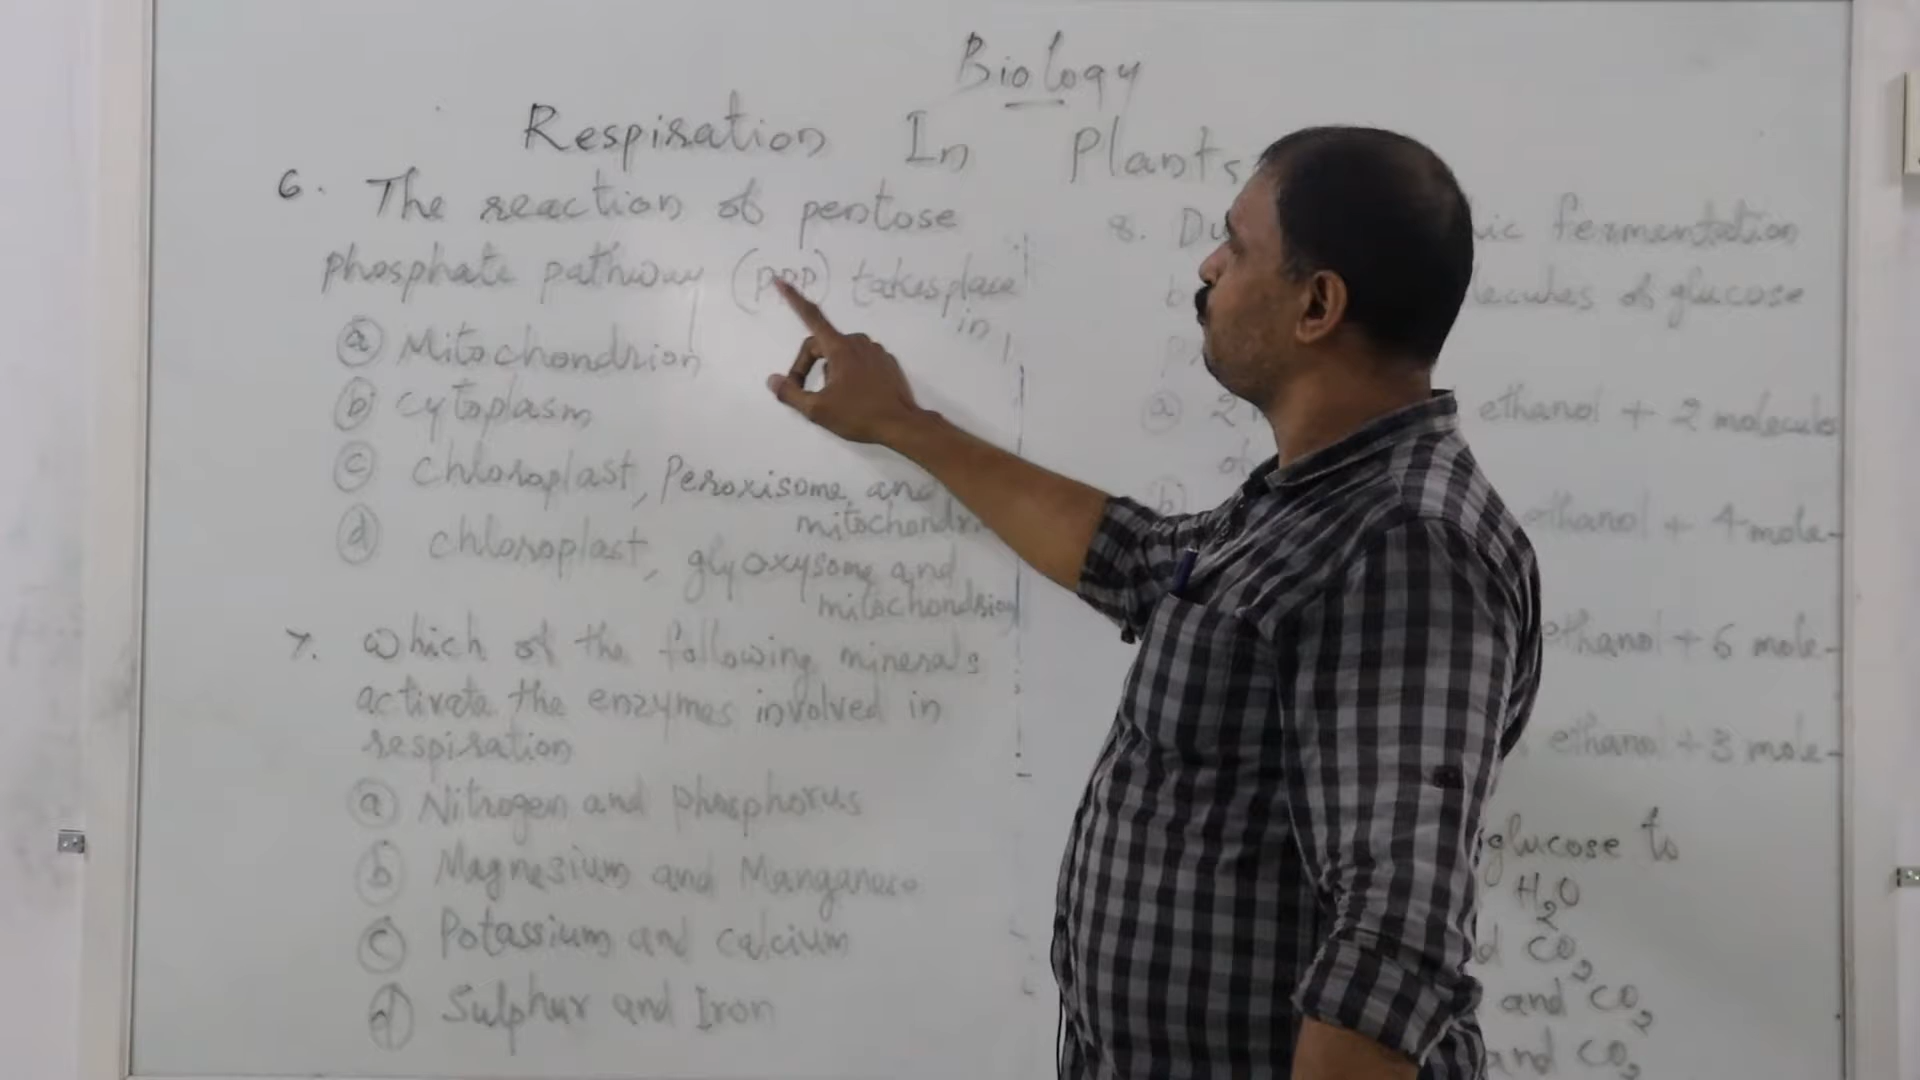 Biology
Respiration In Plants
6. The reaction of pentose
phosphate pathway (PPP) takesplace
in
(a) Mitochondrion
(b) cytoplasm
(c) chloroplast, Peroxisome and
mitochondri
(d) chloroplast, glyoxysome and
mitochondrion
7. which of the following minerals
activate the enzymes involved in
respiration
(a) Nitrogen and phosphorus
(b) Magnesium and Manganese
(c) Potassium and calcium
(d) Sulphur and Iron
8. fermentation
of glucose
(a) 2 ethanol + 2 molecules
of
(b) ethanol + 4 mole-
ethanol + 6 mole-
ethanol + 3 mole-
glucose to
H2O
CO2
and CO2
and CO2